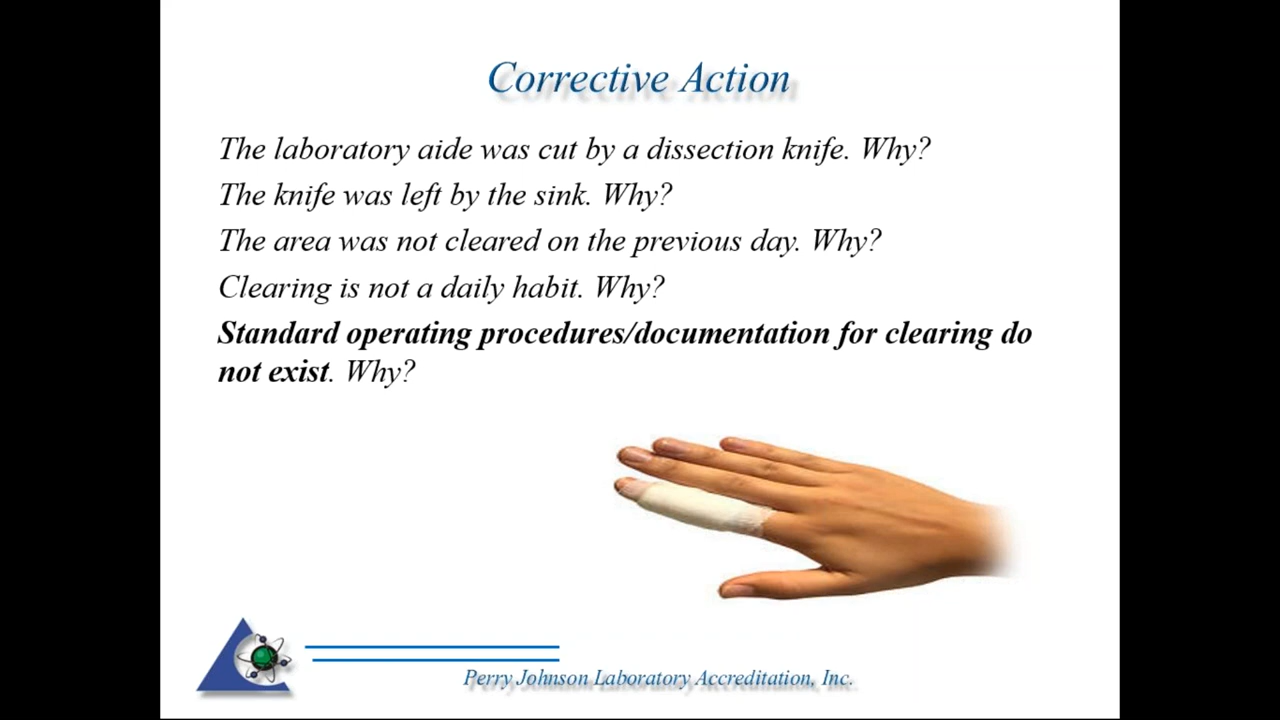 Corrective Action
The laboratory aide was cut by a dissection knife. Why?
The knife was left by the sink. Why?
The area was not cleared on the previous day. Why?
Clearing is not a daily habit. Why?
Standard operating procedures/documentation for clearing do
not exist. Why?
Perry Johnson Laboratory Accreditation, Inc.